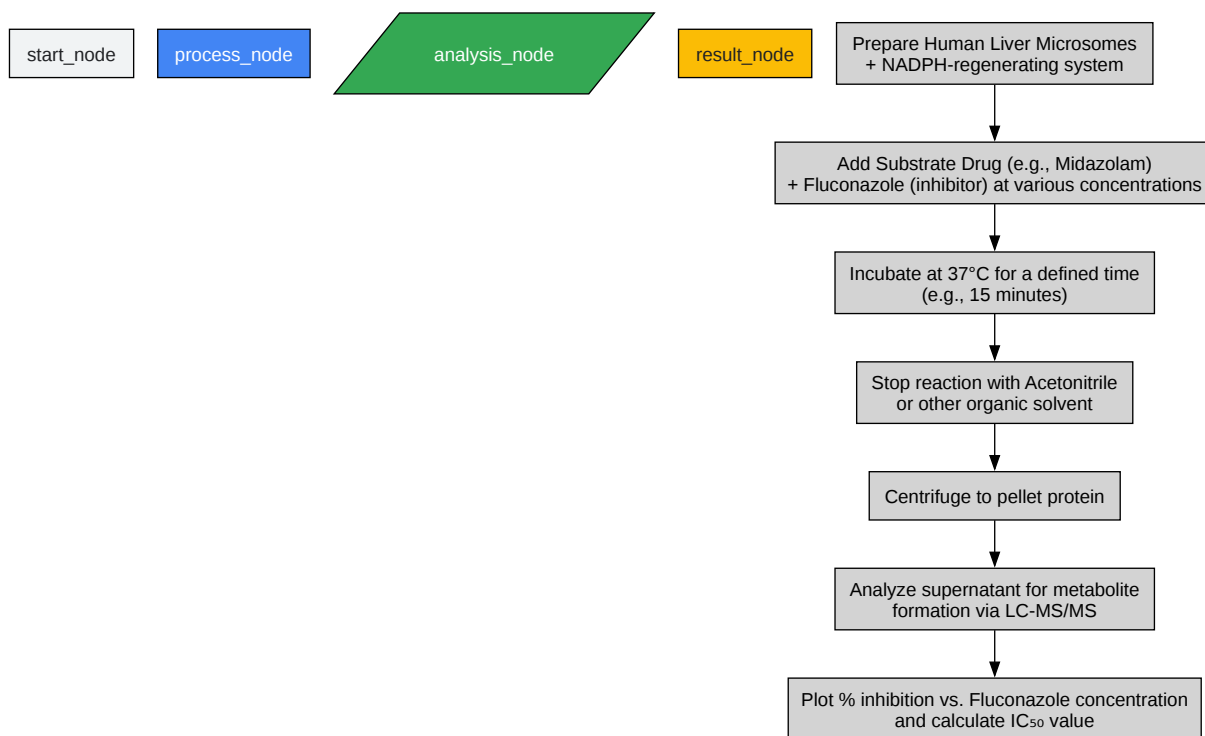 start_node
process_node
analysis_node
result_node
Prepare Human Liver Microsomes
+ NADPH-regenerating system
Add Substrate Drug (e.g., Midazolam)
+ Fluconazole (inhibitor) at various concentrations
Incubate at 37°C for a defined time
(e.g., 15 minutes)
Stop reaction with Acetonitrile
or other organic solvent
Centrifuge to pellet protein
Analyze supernatant for metabolite
formation via LC-MS/MS
Plot % inhibition vs. Fluconazole concentration
and calculate IC₅₀ value